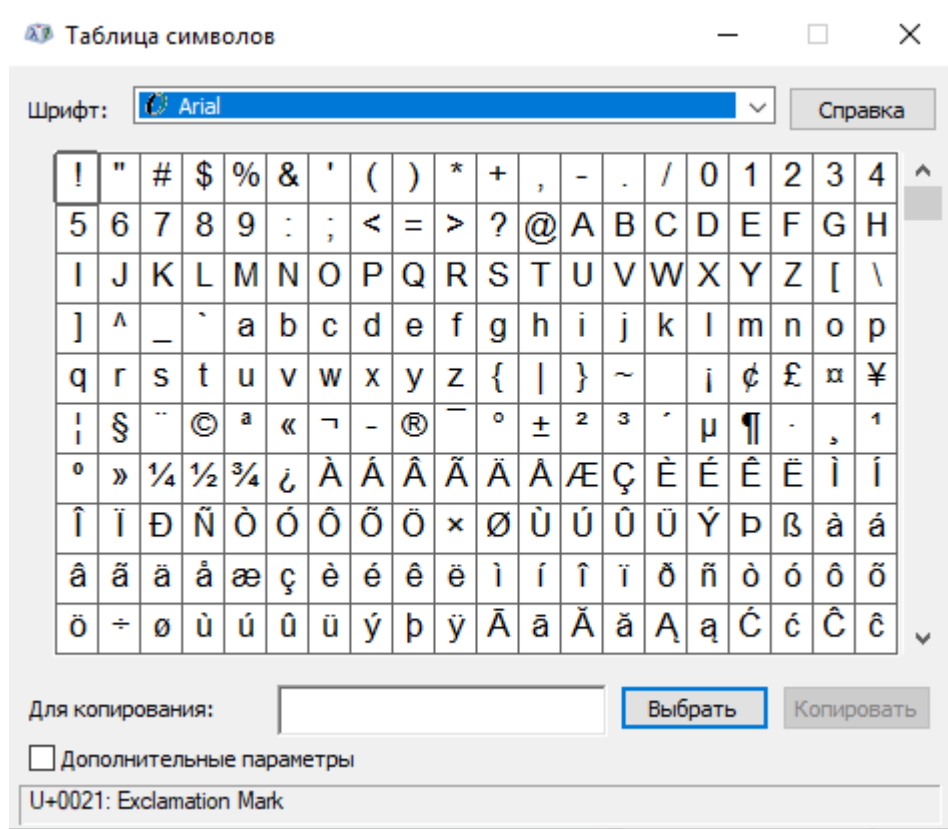 Таблица символов
Шрифт: Arial Справка
! " # $ % & ' ( ) * + , - . / 0 1 2 3 4
5 6 7 8 9 : ; < = > ? @ A B C D E F G H
I J K L M N O P Q R S T U V W X Y Z [ \
] ^ _ ` a b c d e f g h i j k l m n o p
q r s t u v w x y z { | } ~ ¡ ¢ £ ¤ ¥
¦ § ¨ © ª « ¬ - ® ¯ ° ± ² ³ ´ µ ¶ · ¸ ¹
º » ¼ ½ ¾ ¿ À Á Â Ã Ä Å Æ Ç È É Ê Ë Ì Í
Î Ï Ð Ñ Ò Ó Ô Õ Ö × Ø Ù Ú Û Ü Ý Þ ß à á
â ã ä å æ ç è é ê ë ì í î ï ð ñ ò ó ô õ
ö ÷ ø ù ú û ü ý þ ÿ Ā ā Ă ă Ą ą Ć ć Ĉ ĉ
Для копирования: Выбрать Копировать
Дополнительные параметры
U+0021: Exclamation Mark